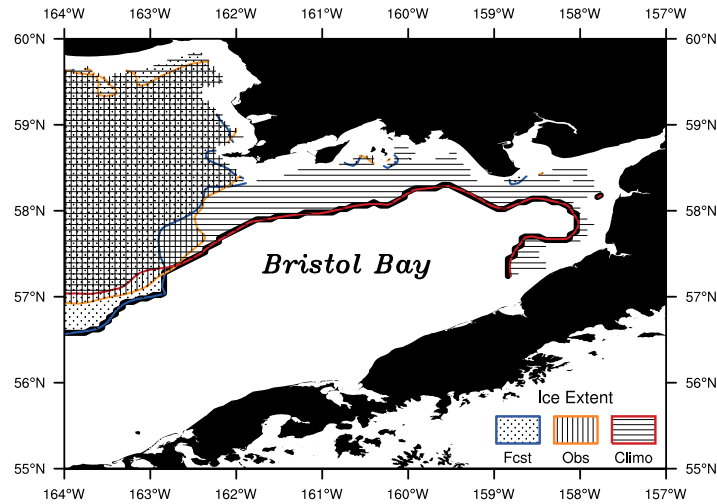 164°W 163°W 162°W 161°W 160°W 159°W 158°W 157°W
60°N 60°N
59°N 59°N
58°N 58°N
Bristol Bay
57°N 57°N
56°N 56°N
Ice Extent
Fcst Obs Climo
55°N 55°N
164°W 163°W 162°W 161°W 160°W 159°W 158°W 157°W